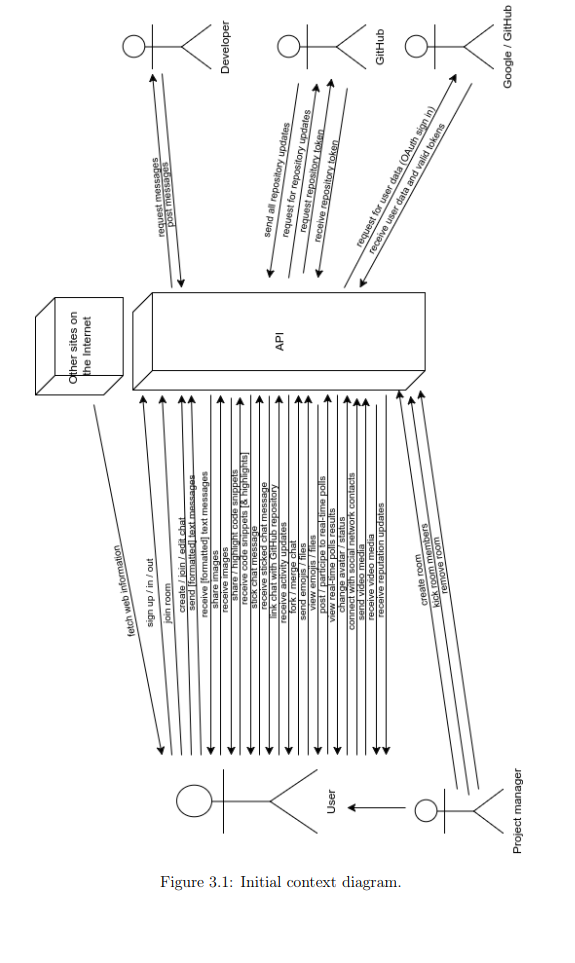 Developer
GitHub
Google / GitHub
request messages
post messages
send all repository updates
request for repository updates
request repository token
receive repository token
request for user data (OAuth sign in)
receive user data and valid tokens
Other sites on
the Internet
API
fetch web information
sign up / in / out
join room
create / join / edit chat
send [formatted] text messages
receive [formatted] text messages
share images
receive images
share / highlight code snippets
receive code snippets [& highlights]
stick chat message
receive sticked chat message
link chat with GitHub repository
receive activity updates
fork / merge chat
send emojis / files
view emojis / files
post / participate to real-time polls
view real-time polls results
change avatar / status
connect with social network contacts
send video media
receive video media
receive reputation updates
create room
kick room members
remove room
User
Project manager
Figure 3.1: Initial context diagram.